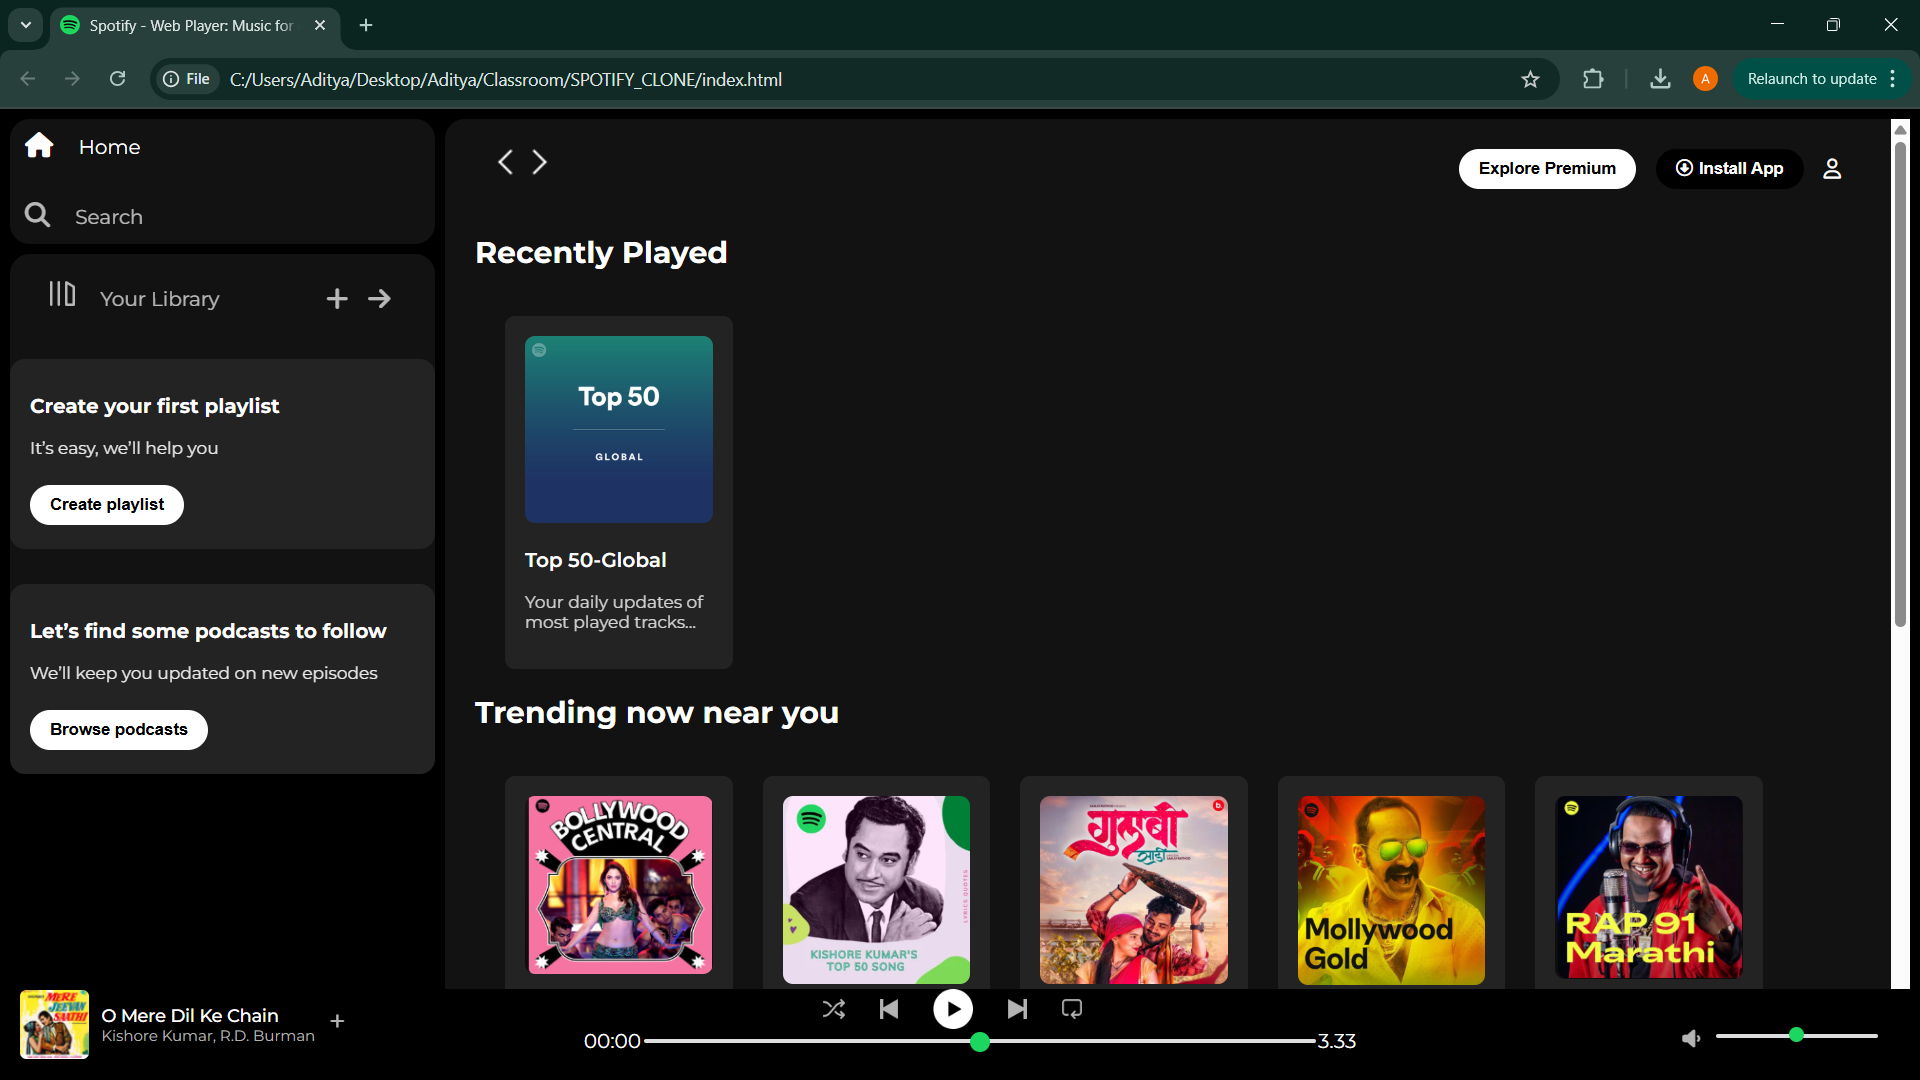 Spotify - Web Player: Music for
File
C:/Users/Aditya/Desktop/Aditya/Classroom/SPOTIFY_CLONE/index.html
A
Relaunch to update
Home
Search
Your Library
Create your first playlist
It's easy, we'll help you
Create playlist
Let's find some podcasts to follow
We'll keep you updated on new episodes
Browse podcasts
Explore Premium
Install App
Recently Played
Top 50
GLOBAL
Top 50-Global
Your daily updates of
most played tracks...
Trending now near you
BOLLYWOOD
CENTRAL
LYRICS QUOTES
KISHORE KUMAR'S
TOP 50 SONG
गुलाबी
साडी
Mollywood
Gold
RAP 91
Marathi
MERE
JEEVAN
SAATHI
O Mere Dil Ke Chain
Kishore Kumar, R.D. Burman
00:00
3.33